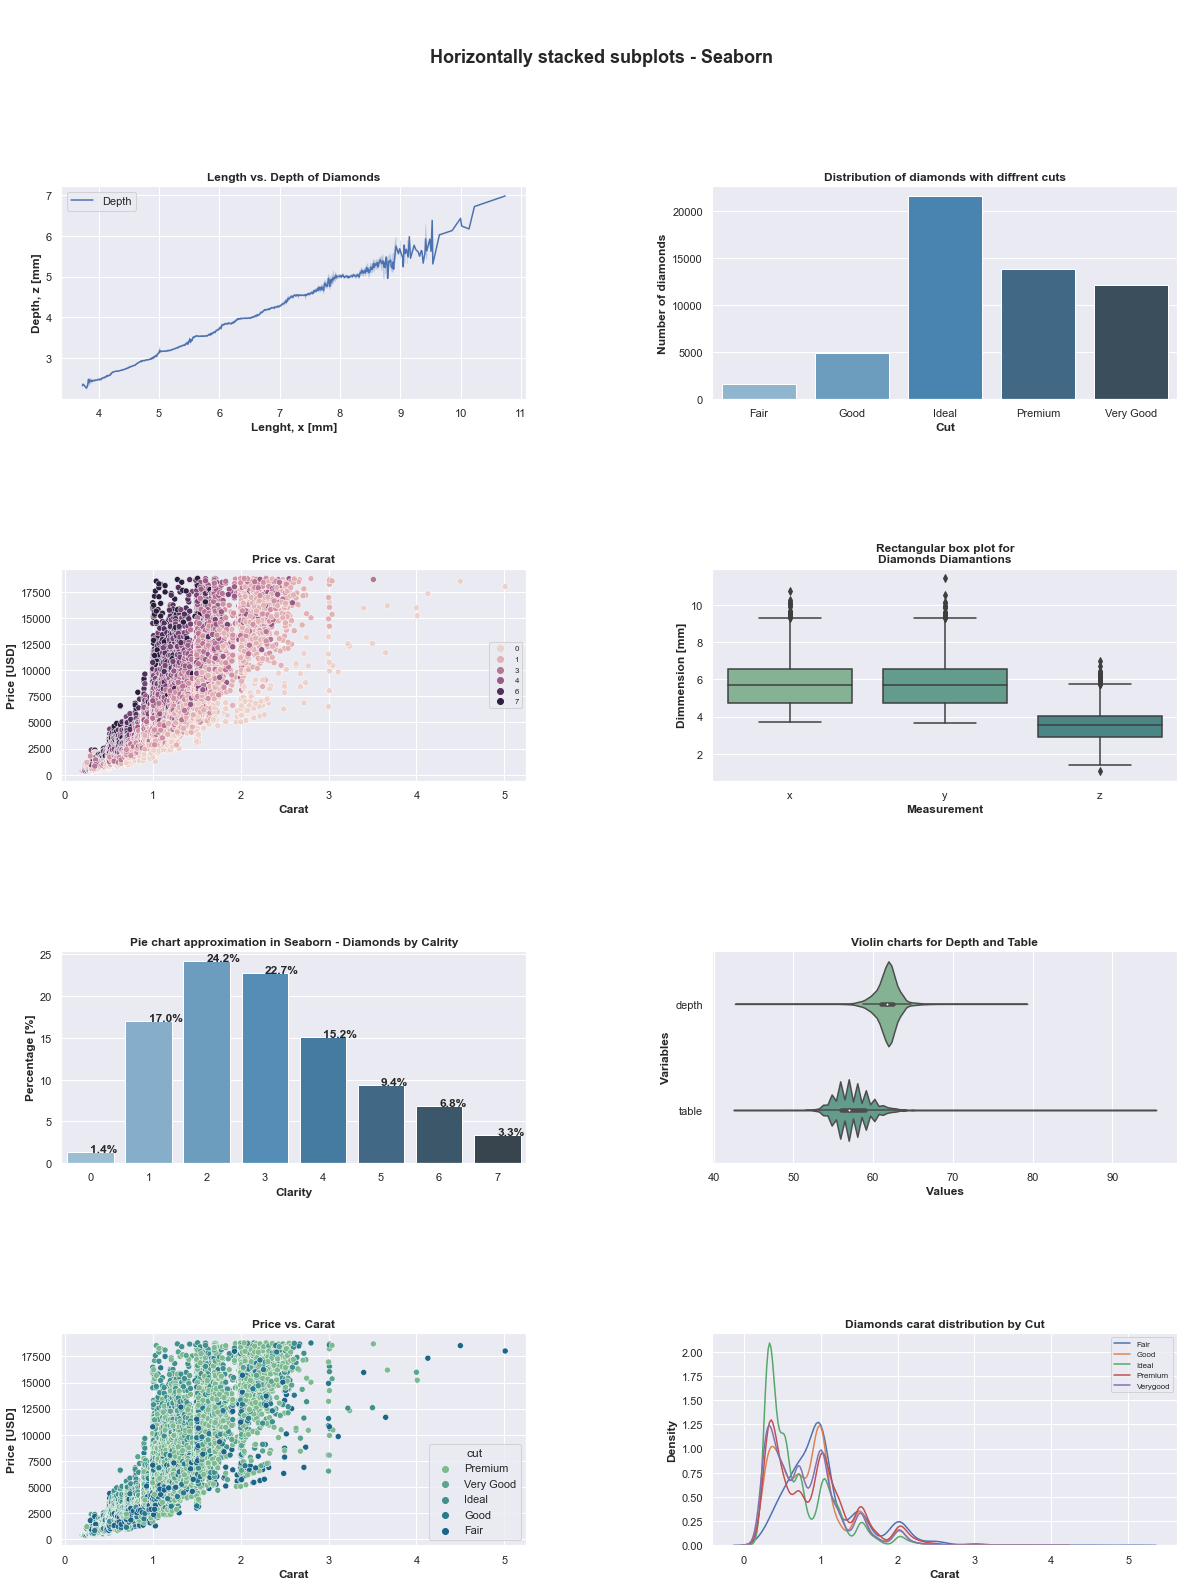 Horizontally stacked subplots - Seaborn
Length vs. Depth of Diamonds
Depth
7
6
5
4
3
Depth, z [mm]
4 5 6 7 8 9 10 11
Lenght, x [mm]
Distribution of diamonds with diffrent cuts
20000
15000
10000
5000
0
Number of diamonds
Fair Good Ideal Premium Very Good
Cut
Price vs. Carat
17500
15000
12500
10000
7500
5000
2500
0
Price [USD]
0
1
3
4
6
7
0 1 2 3 4 5
Carat
Rectangular box plot for
Diamonds Diamantions
10
8
6
4
2
Dimmension [mm]
x y z
Measurement
Pie chart approximation in Seaborn - Diamonds by Calrity
25
20
15
10
5
0
Percentage [%]
1.4% 17.0% 24.2% 22.7% 15.2% 9.4% 6.8% 3.3%
0 1 2 3 4 5 6 7
Clarity
Violin charts for Depth and Table
depth
table
Variables
40 50 60 70 80 90
Values
Price vs. Carat
17500
15000
12500
10000
7500
5000
2500
0
Price [USD]
cut
Premium
Very Good
Ideal
Good
Fair
0 1 2 3 4 5
Carat
Diamonds carat distribution by Cut
Fair
Good
Ideal
Premium
Verygood
2.00
1.75
1.50
1.25
1.00
0.75
0.50
0.25
0.00
Density
0 1 2 3 4 5
Carat